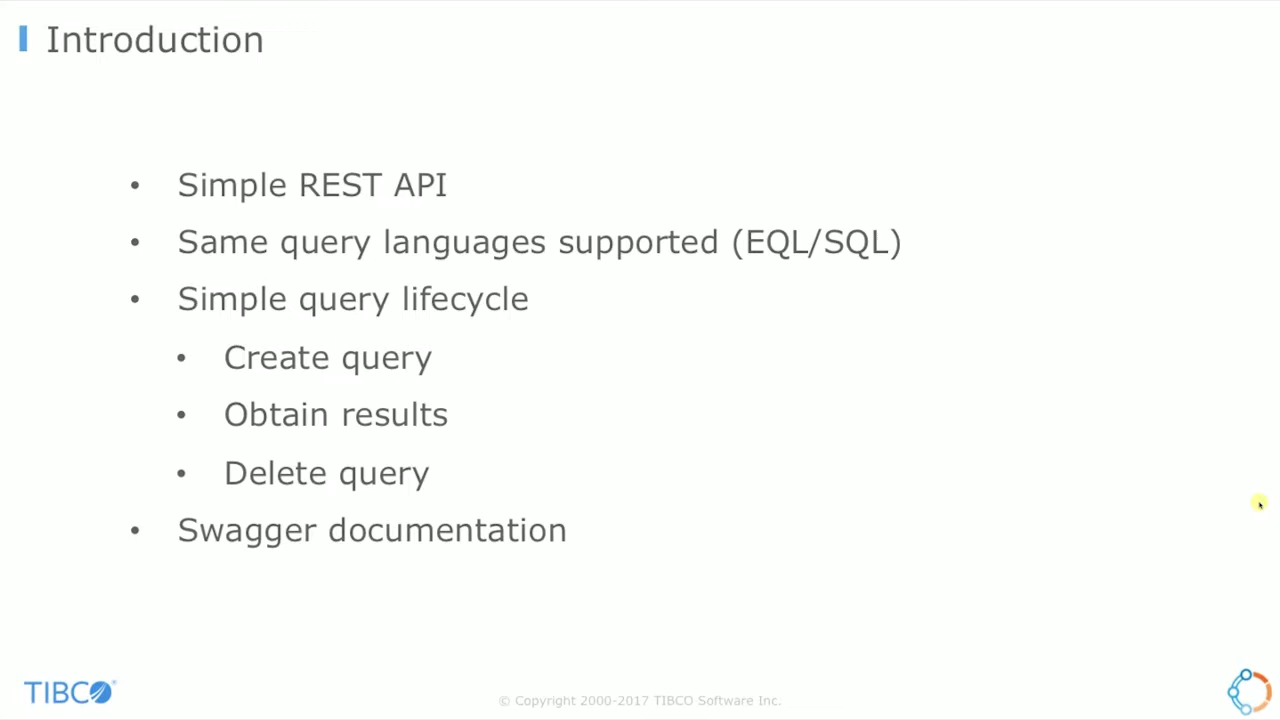 Introduction
• Simple REST API
• Same query languages supported (EQL/SQL)
• Simple query lifecycle
• Create query
• Obtain results
• Delete query
• Swagger documentation
TIBCO®
© Copyright 2000-2017 TIBCO Software Inc.